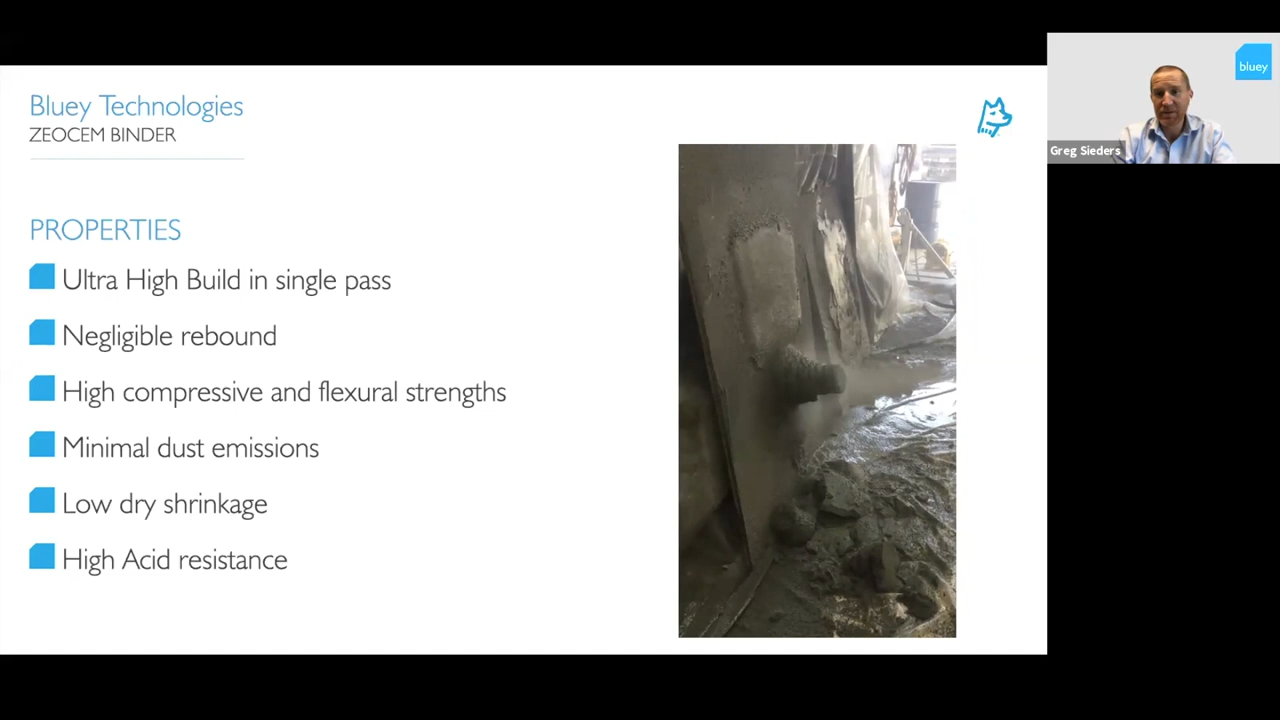 Bluey Technologies
ZEOCEM BINDER
PROPERTIES
Ultra High Build in single pass
Negligible rebound
High compressive and flexural strengths
Minimal dust emissions
Low dry shrinkage
High Acid resistance
bluey
Greg Sieders